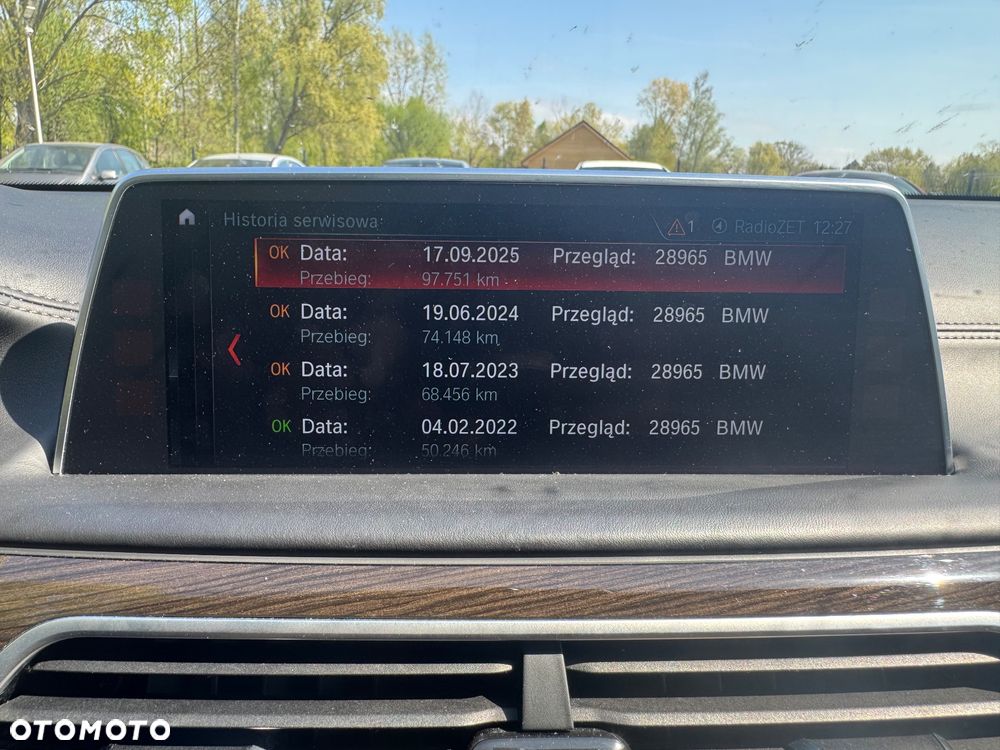 Historia serwisowa
1 RadioZET 12:27
OK Data: 17.09.2025 Przegląd: 28965 BMW
Przebieg: 97.751 km
OK Data: 19.06.2024 Przegląd: 28965 BMW
Przebieg: 74.148 km
OK Data: 18.07.2023 Przegląd: 28965 BMW
Przebieg: 68.456 km
OK Data: 04.02.2022 Przegląd: 28965 BMW
Przebieg: 50.246 km
OTOMOTO